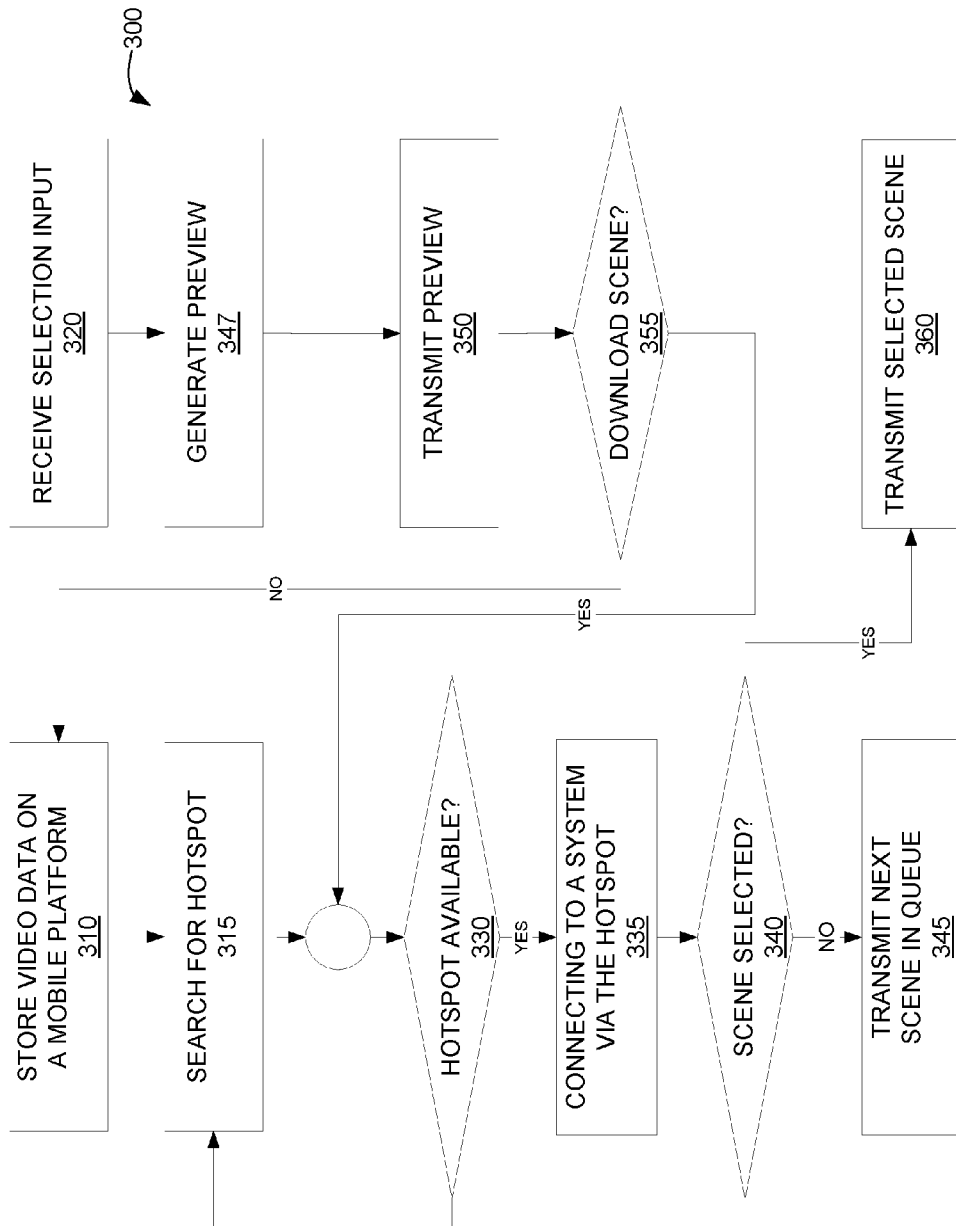 300
STORE VIDEO DATA ON
A MOBILE PLATFORM
310
SEARCH FOR HOTSPOT
315
HOTSPOT AVAILABLE?
330
YES
CONNECTING TO A SYSTEM
VIA THE HOTSPOT
335
SCENE SELECTED?
340
NO
TRANSMIT NEXT
SCENE IN QUEUE
345
RECEIVE SELECTION INPUT
320
GENERATE PREVIEW
347
TRANSMIT PREVIEW
350
DOWNLOAD SCENE?
355
NO
YES
YES
TRANSMIT SELECTED SCENE
360